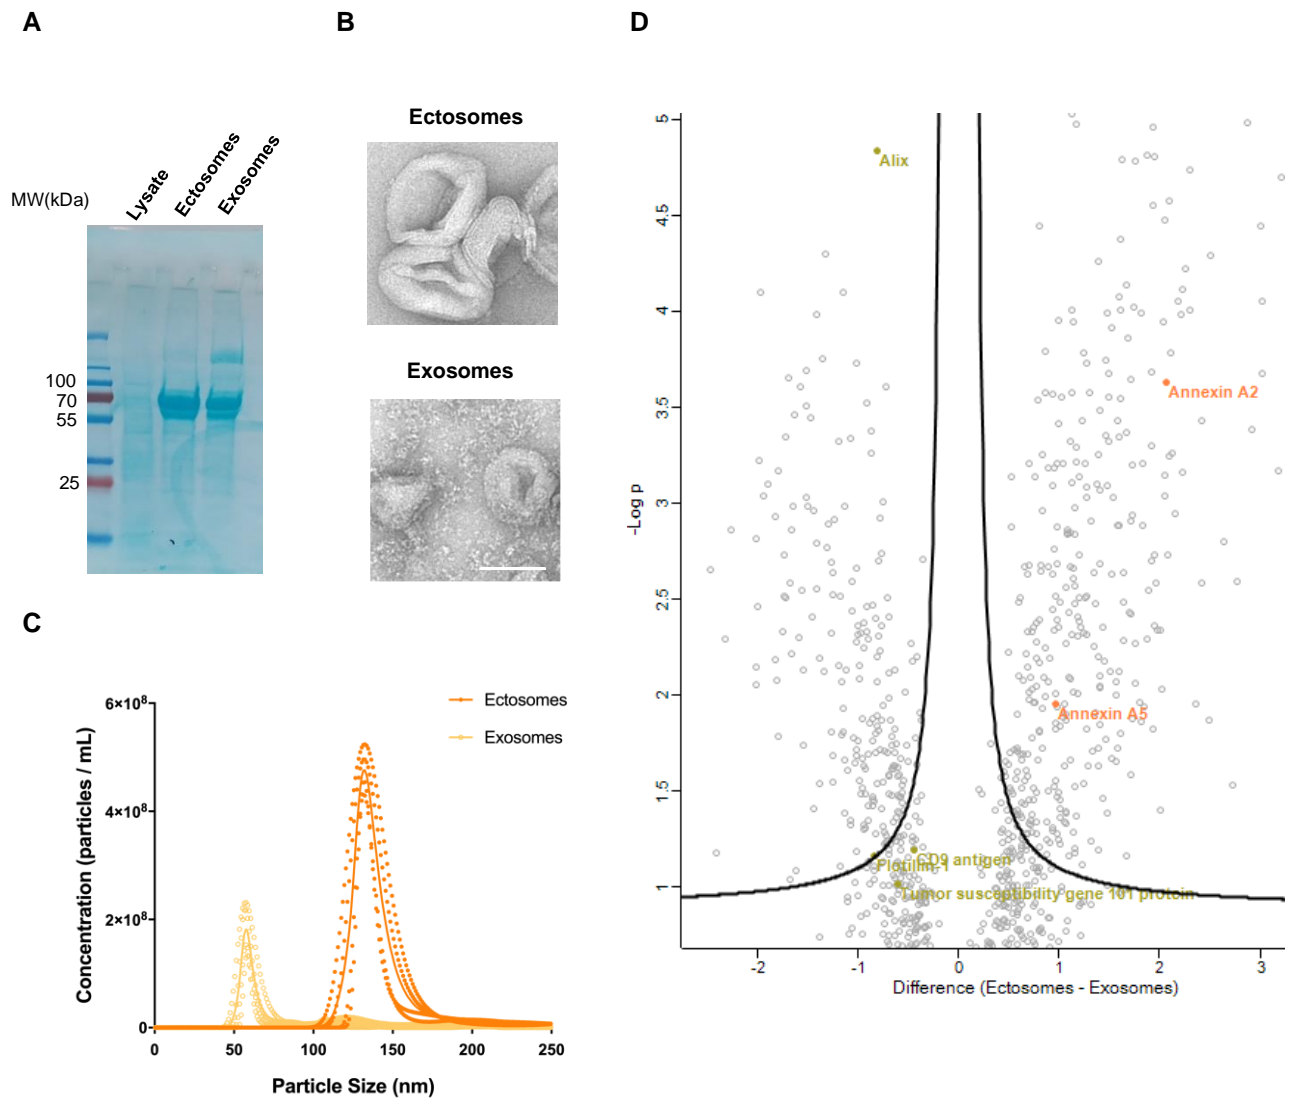 A
B
D
MW(kDa)
Lysate
Ectosomes
Exosomes
100
70
55
25
Ectosomes
Exosomes
C
Concentration (particles / mL)
6×10⁸
4×10⁸
2×10⁸
0
0
50
100
150
200
250
Particle Size (nm)
Ectosomes
Exosomes
-Log p
5
4.5
4
3.5
3
2.5
2
1.5
1
-2
-1
0
1
2
3
Difference (Ectosomes - Exosomes)
Alix
Annexin A2
Annexin A5
CD9 antigen
Flotillin-1
Tumor susceptibility gene 101 protein